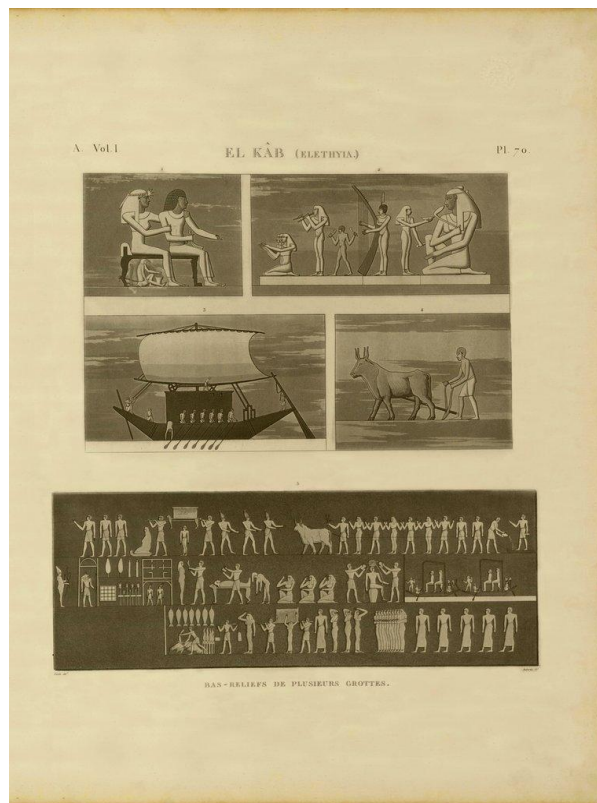 A. Vol. I
EL KÂB (ELETHYIA.)
Pl. 70.
BAS-RELIEFS DE PLUSIEURS GROTTES.